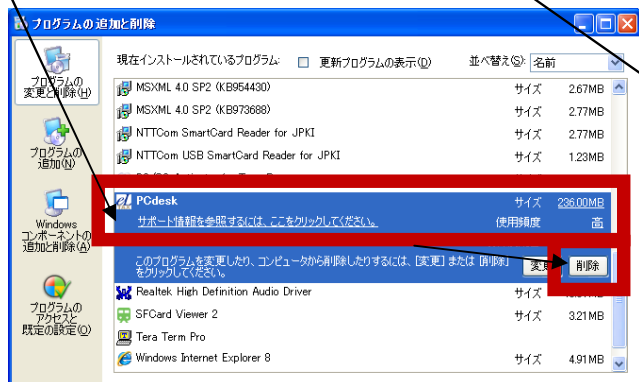 プログラムの追加と削除
現在インストールされているプログラム:
更新プログラムの表示(D)
並べ替え(S): 名前
プログラムの
変更と削除(H)
プログラムの
追加(N)
Windows
コンポーネントの
追加と削除(A)
プログラムの
アクセスと
既定の設定(O)
MSXML 4.0 SP2 (KB954430) サイズ 2.67MB
MSXML 4.0 SP2 (KB973688) サイズ 2.77MB
NTTCom SmartCard Reader for JPKI サイズ 2.77MB
NTTCom USB SmartCard Reader for JPKI サイズ 1.23MB
PCdesk サイズ 236.00MB
サポート情報を参照するには、ここをクリックしてください。 使用頻度 高
このプログラムを変更したり、コンピュータから削除したりするには、[変更] または [削除]
をクリックしてください。
変更 削除
Realtek High Definition Audio Driver サイズ
SFCard Viewer 2 サイズ 3.21MB
Tera Term Pro
Windows Internet Explorer 8 サイズ 4.91MB